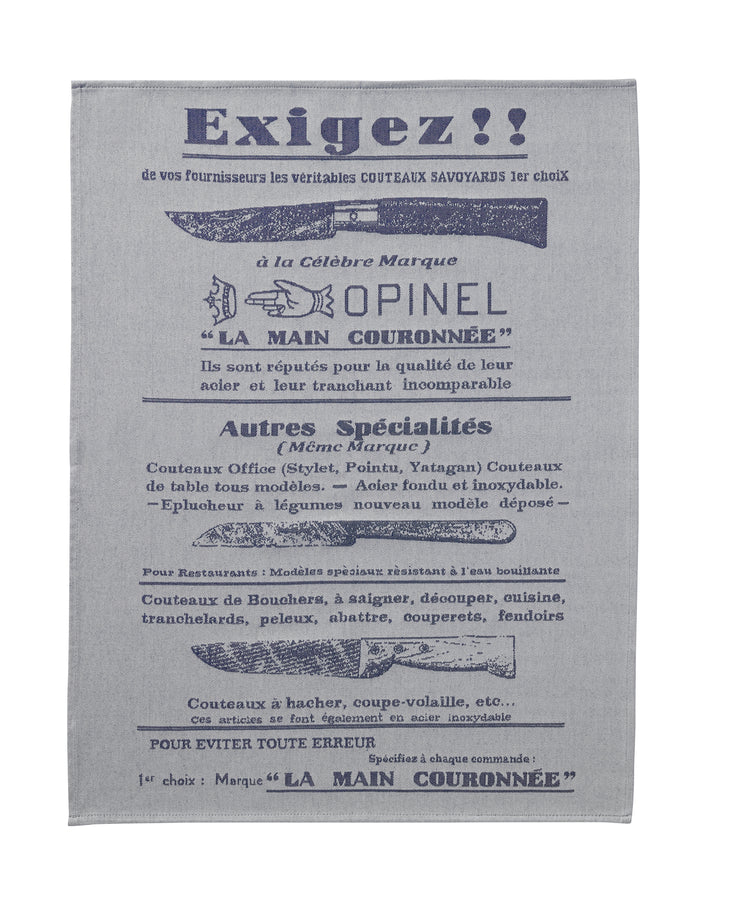 Exigez!!
de vos fournisseurs les véritables COUTEAUX SAVOYARDS 1er choiX
à la Célèbre Marque
OPINEL
“LA MAIN COURONNÉE”
Ils sont réputés pour la qualité de leur
acier et leur tranchant incomparable
Autres Spécialités
(Même Marque)
Couteaux Office (Stylet, Pointu, Yatagan) Couteaux
de table tous modèles. — Acier fondu et inoxydable.
—Eplucheur à légumes nouveau modèle déposé—
Pour Restaurants : Modèles spèciaux rèsistant à l'eau bouillante
Couteaux de Bouchers, à saigner, découper, cuisine,
tranchelards, peleux, abattre, couperets, fendoirs
Couteaux à hacher, coupe-volaille, etc...
Ces articles se font également en acier inoxydable
POUR EVITER TOUTE ERREUR
Spécifiez à chaque commande :
1er choix : Marque “LA MAIN COURONNÉE”